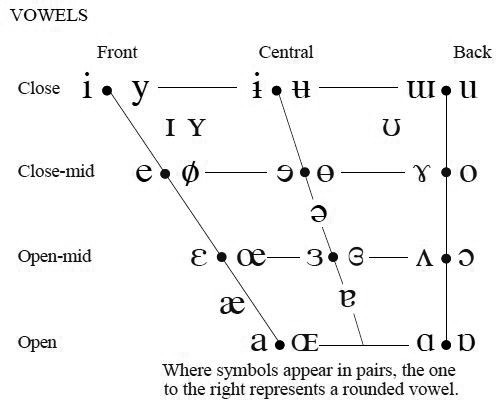 VOWELS
Front Central Back
Close i y ɨ ʉ ɯ u
ɪ ʏ ʊ
Close-mid e ø ɘ ɵ ɤ o
ə
Open-mid ɛ œ ɜ ɞ ʌ ɔ
æ ɐ
Open a ɶ ɑ ɒ
Where symbols appear in pairs, the one
to the right represents a rounded vowel.